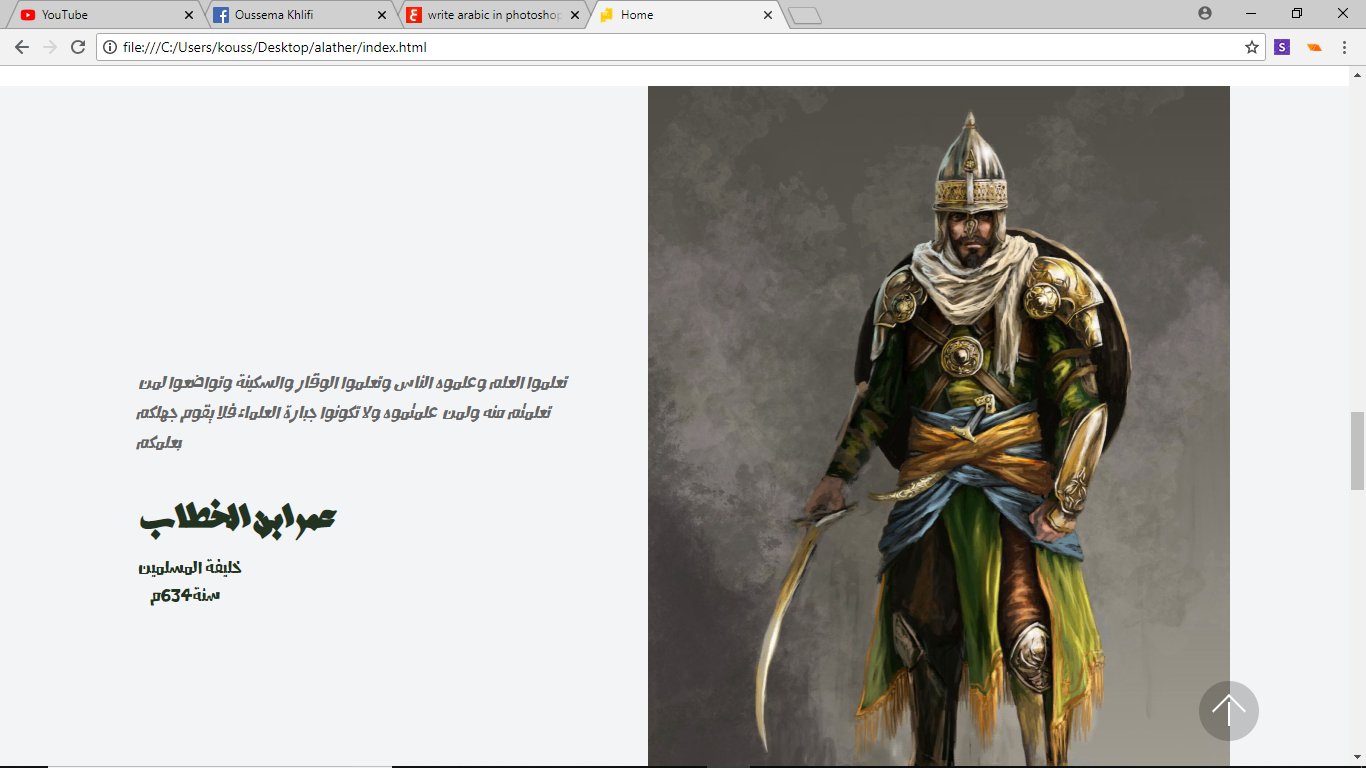 YouTube
Oussema Khlifi
write arabic in photoshop
Home
file:///C:/Users/kouss/Desktop/alather/index.html
S
تعلموا العلم وعلموه الناس وتعلموا الوقار والسكينة وتواضعوا لمن
تعلمتم منه ولمن علمتموه ولا تكونوا جبارة العلماء فلا يقوم جهلكم
بعلمكم
عمر ابن الخطاب
خليفة المسلمين
سنة634م